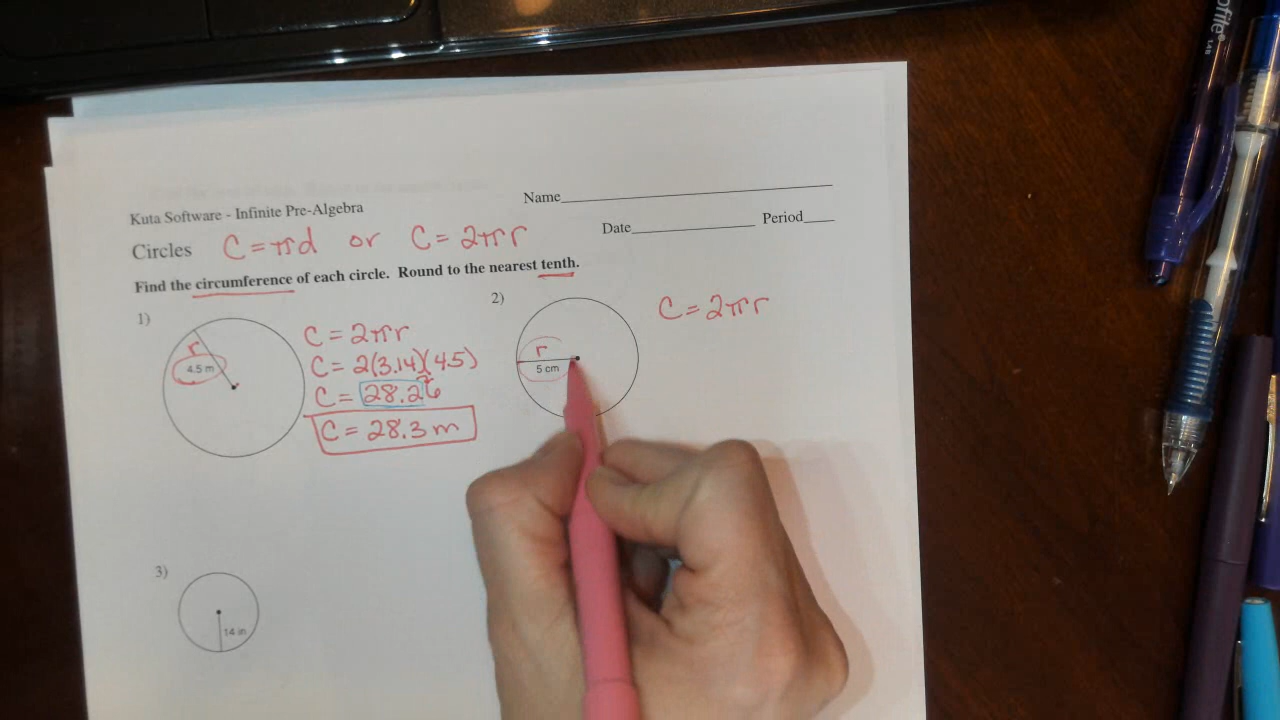 Kuta Software - Infinite Pre-Algebra
Name
Circles C = πd or C = 2πr
Date Period
Find the circumference of each circle. Round to the nearest tenth.
1)
r
4.5 m
C = 2πr
C = 2(3.14)(4.5)
C = 28.26
C = 28.3 m
2)
r
5 cm
C = 2πr
3)
14 in